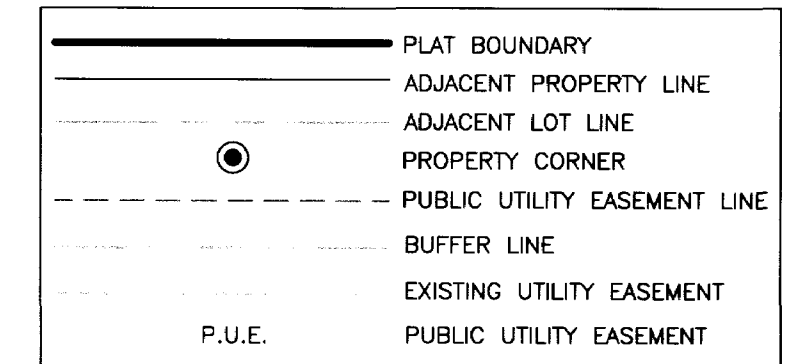 PLAT BOUNDARY
ADJACENT PROPERTY LINE
ADJACENT LOT LINE
PROPERTY CORNER
PUBLIC UTILITY EASEMENT LINE
BUFFER LINE
EXISTING UTILITY EASEMENT
P.U.E. PUBLIC UTILITY EASEMENT